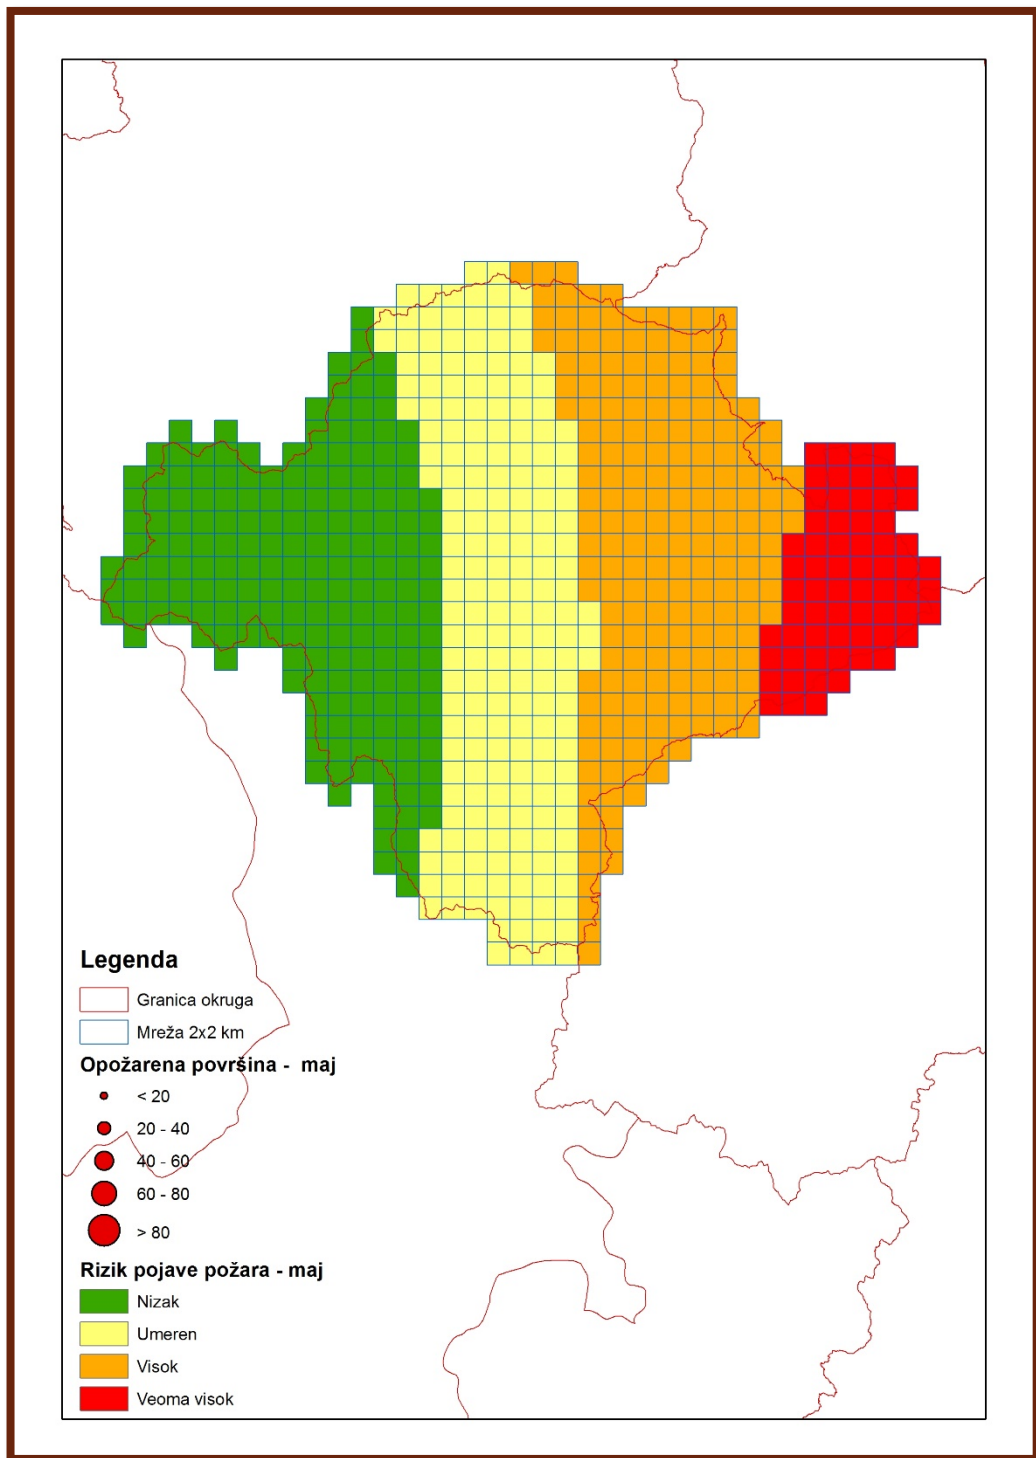 Legenda
Granica okruga
Mreža 2x2 km
Opožarena površina - maj
< 20
20 - 40
40 - 60
60 - 80
> 80
Rizik pojave požara - maj
Nizak
Umeren
Visok
Veoma visok